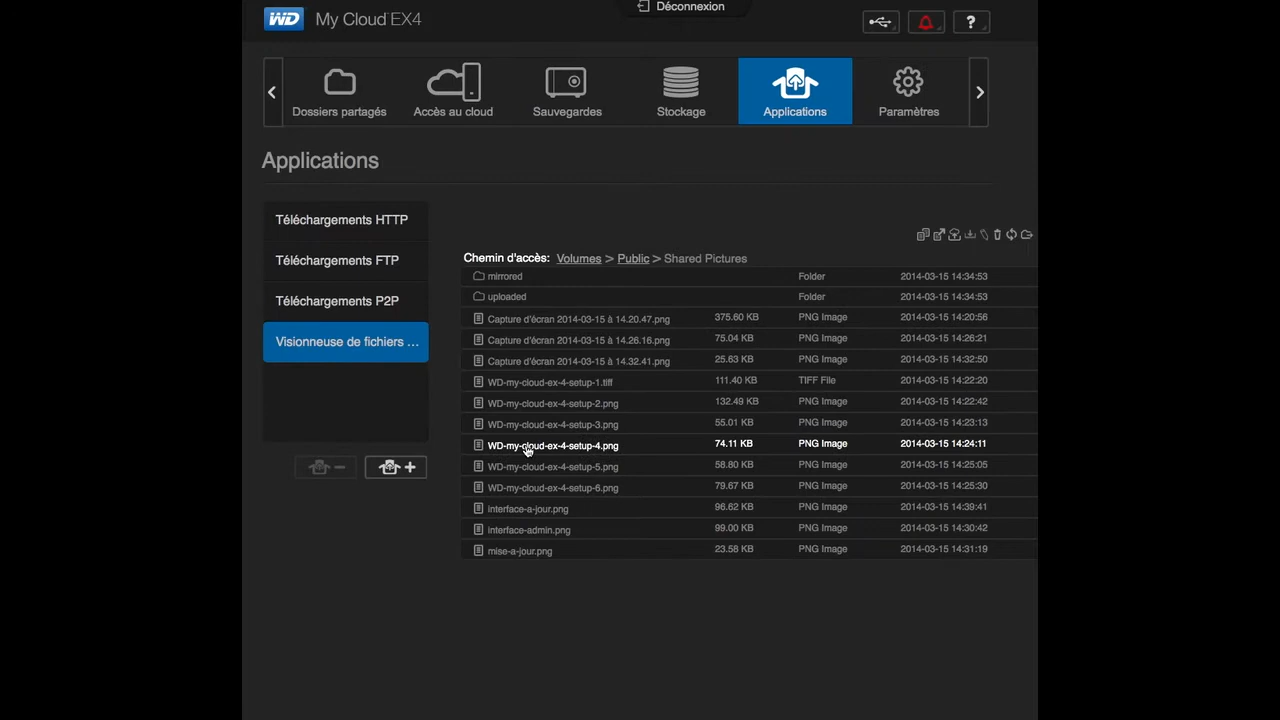 Déconnexion
WD My Cloud EX4
?
Dossiers partagés
Accès au cloud
Sauvegardes
Stockage
Applications
Paramètres
Applications
Téléchargements HTTP
Téléchargements FTP
Téléchargements P2P
Visionneuse de fichiers ...
Chemin d'accès: Volumes > Public > Shared Pictures
mirrored Folder 2014-03-15 14:34:53
uploaded Folder 2014-03-15 14:34:53
Capture d'écran 2014-03-15 à 14.20.47.png 375.60 KB PNG Image 2014-03-15 14:20:56
Capture d'écran 2014-03-15 à 14.26.16.png 75.04 KB PNG Image 2014-03-15 14:26:21
Capture d'écran 2014-03-15 à 14.32.41.png 25.63 KB PNG Image 2014-03-15 14:32:50
WD-my-cloud-ex-4-setup-1.tiff 111.40 KB TIFF File 2014-03-15 14:22:20
WD-my-cloud-ex-4-setup-2.png 132.49 KB PNG Image 2014-03-15 14:22:42
WD-my-cloud-ex-4-setup-3.png 55.01 KB PNG Image 2014-03-15 14:23:13
WD-my-cloud-ex-4-setup-4.png 74.11 KB PNG Image 2014-03-15 14:24:11
WD-my-cloud-ex-4-setup-5.png 58.80 KB PNG Image 2014-03-15 14:25:05
WD-my-cloud-ex-4-setup-6.png 79.67 KB PNG Image 2014-03-15 14:25:30
interface-a-jour.png 96.62 KB PNG Image 2014-03-15 14:39:41
interface-admin.png 99.00 KB PNG Image 2014-03-15 14:30:42
mise-a-jour.png 23.58 KB PNG Image 2014-03-15 14:31:19